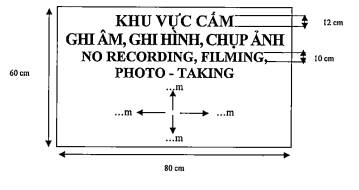 KHU VỰC CẤM
GHI ÂM, GHI HÌNH, CHỤP ẢNH
NO RECORDING, FILMING,
PHOTO - TAKING
...m
...m
...m
...m
12 cm
10 cm
60 cm
80 cm